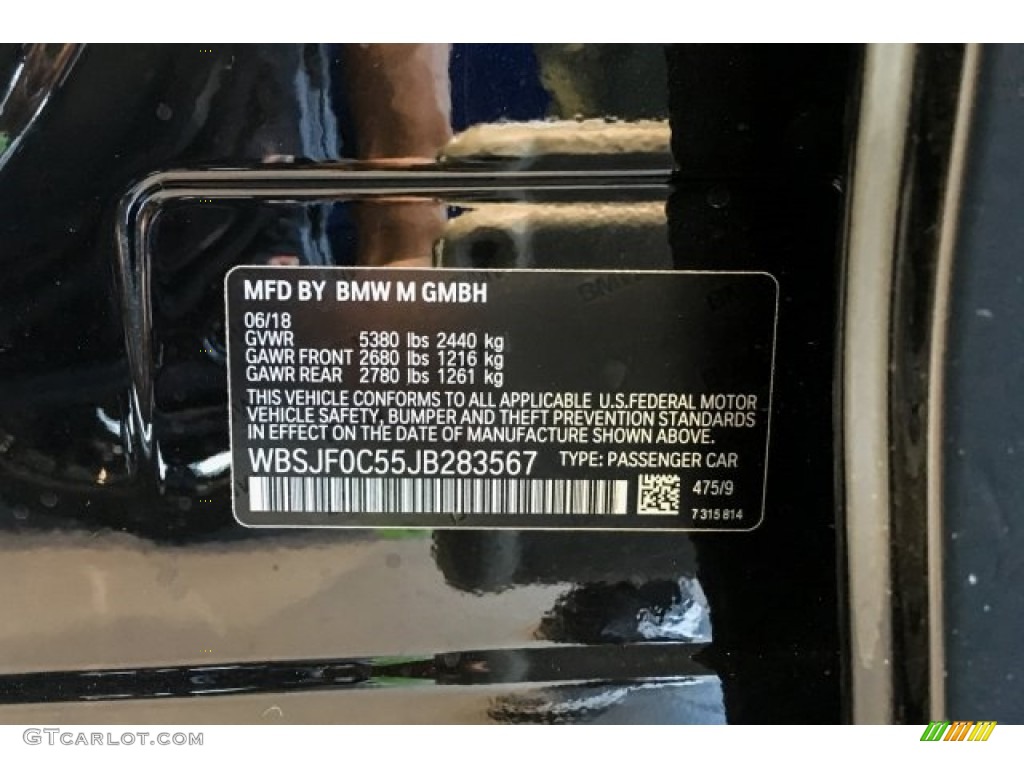 MFD BY BMW M GMBH
06/18
GVWR 5380 lbs 2440 kg
GAWR FRONT 2680 lbs 1216 kg
GAWR REAR 2780 lbs 1261 kg
THIS VEHICLE CONFORMS TO ALL APPLICABLE U.S.FEDERAL MOTOR
VEHICLE SAFETY, BUMPER AND THEFT PREVENTION STANDARDS
IN EFFECT ON THE DATE OF MANUFACTURE SHOWN ABOVE.
WBSJF0C55JB283567 TYPE: PASSENGER CAR
475/9
7 315 814
GTcarlot.com